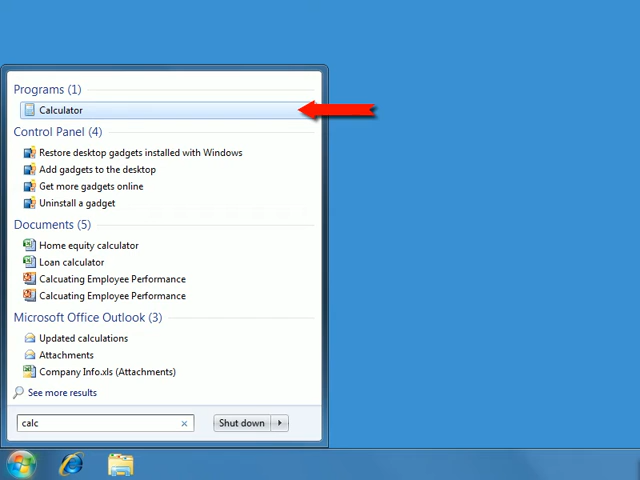 Programs (1)
Calculator
Control Panel (4)
Restore desktop gadgets installed with Windows
Add gadgets to the desktop
Get more gadgets online
Uninstall a gadget
Documents (5)
Home equity calculator
Loan calculator
Calcuating Employee Performance
Calcuating Employee Performance
Microsoft Office Outlook (3)
Updated calculations
Attachments
Company Info.xls (Attachments)
See more results
calc
Shut down